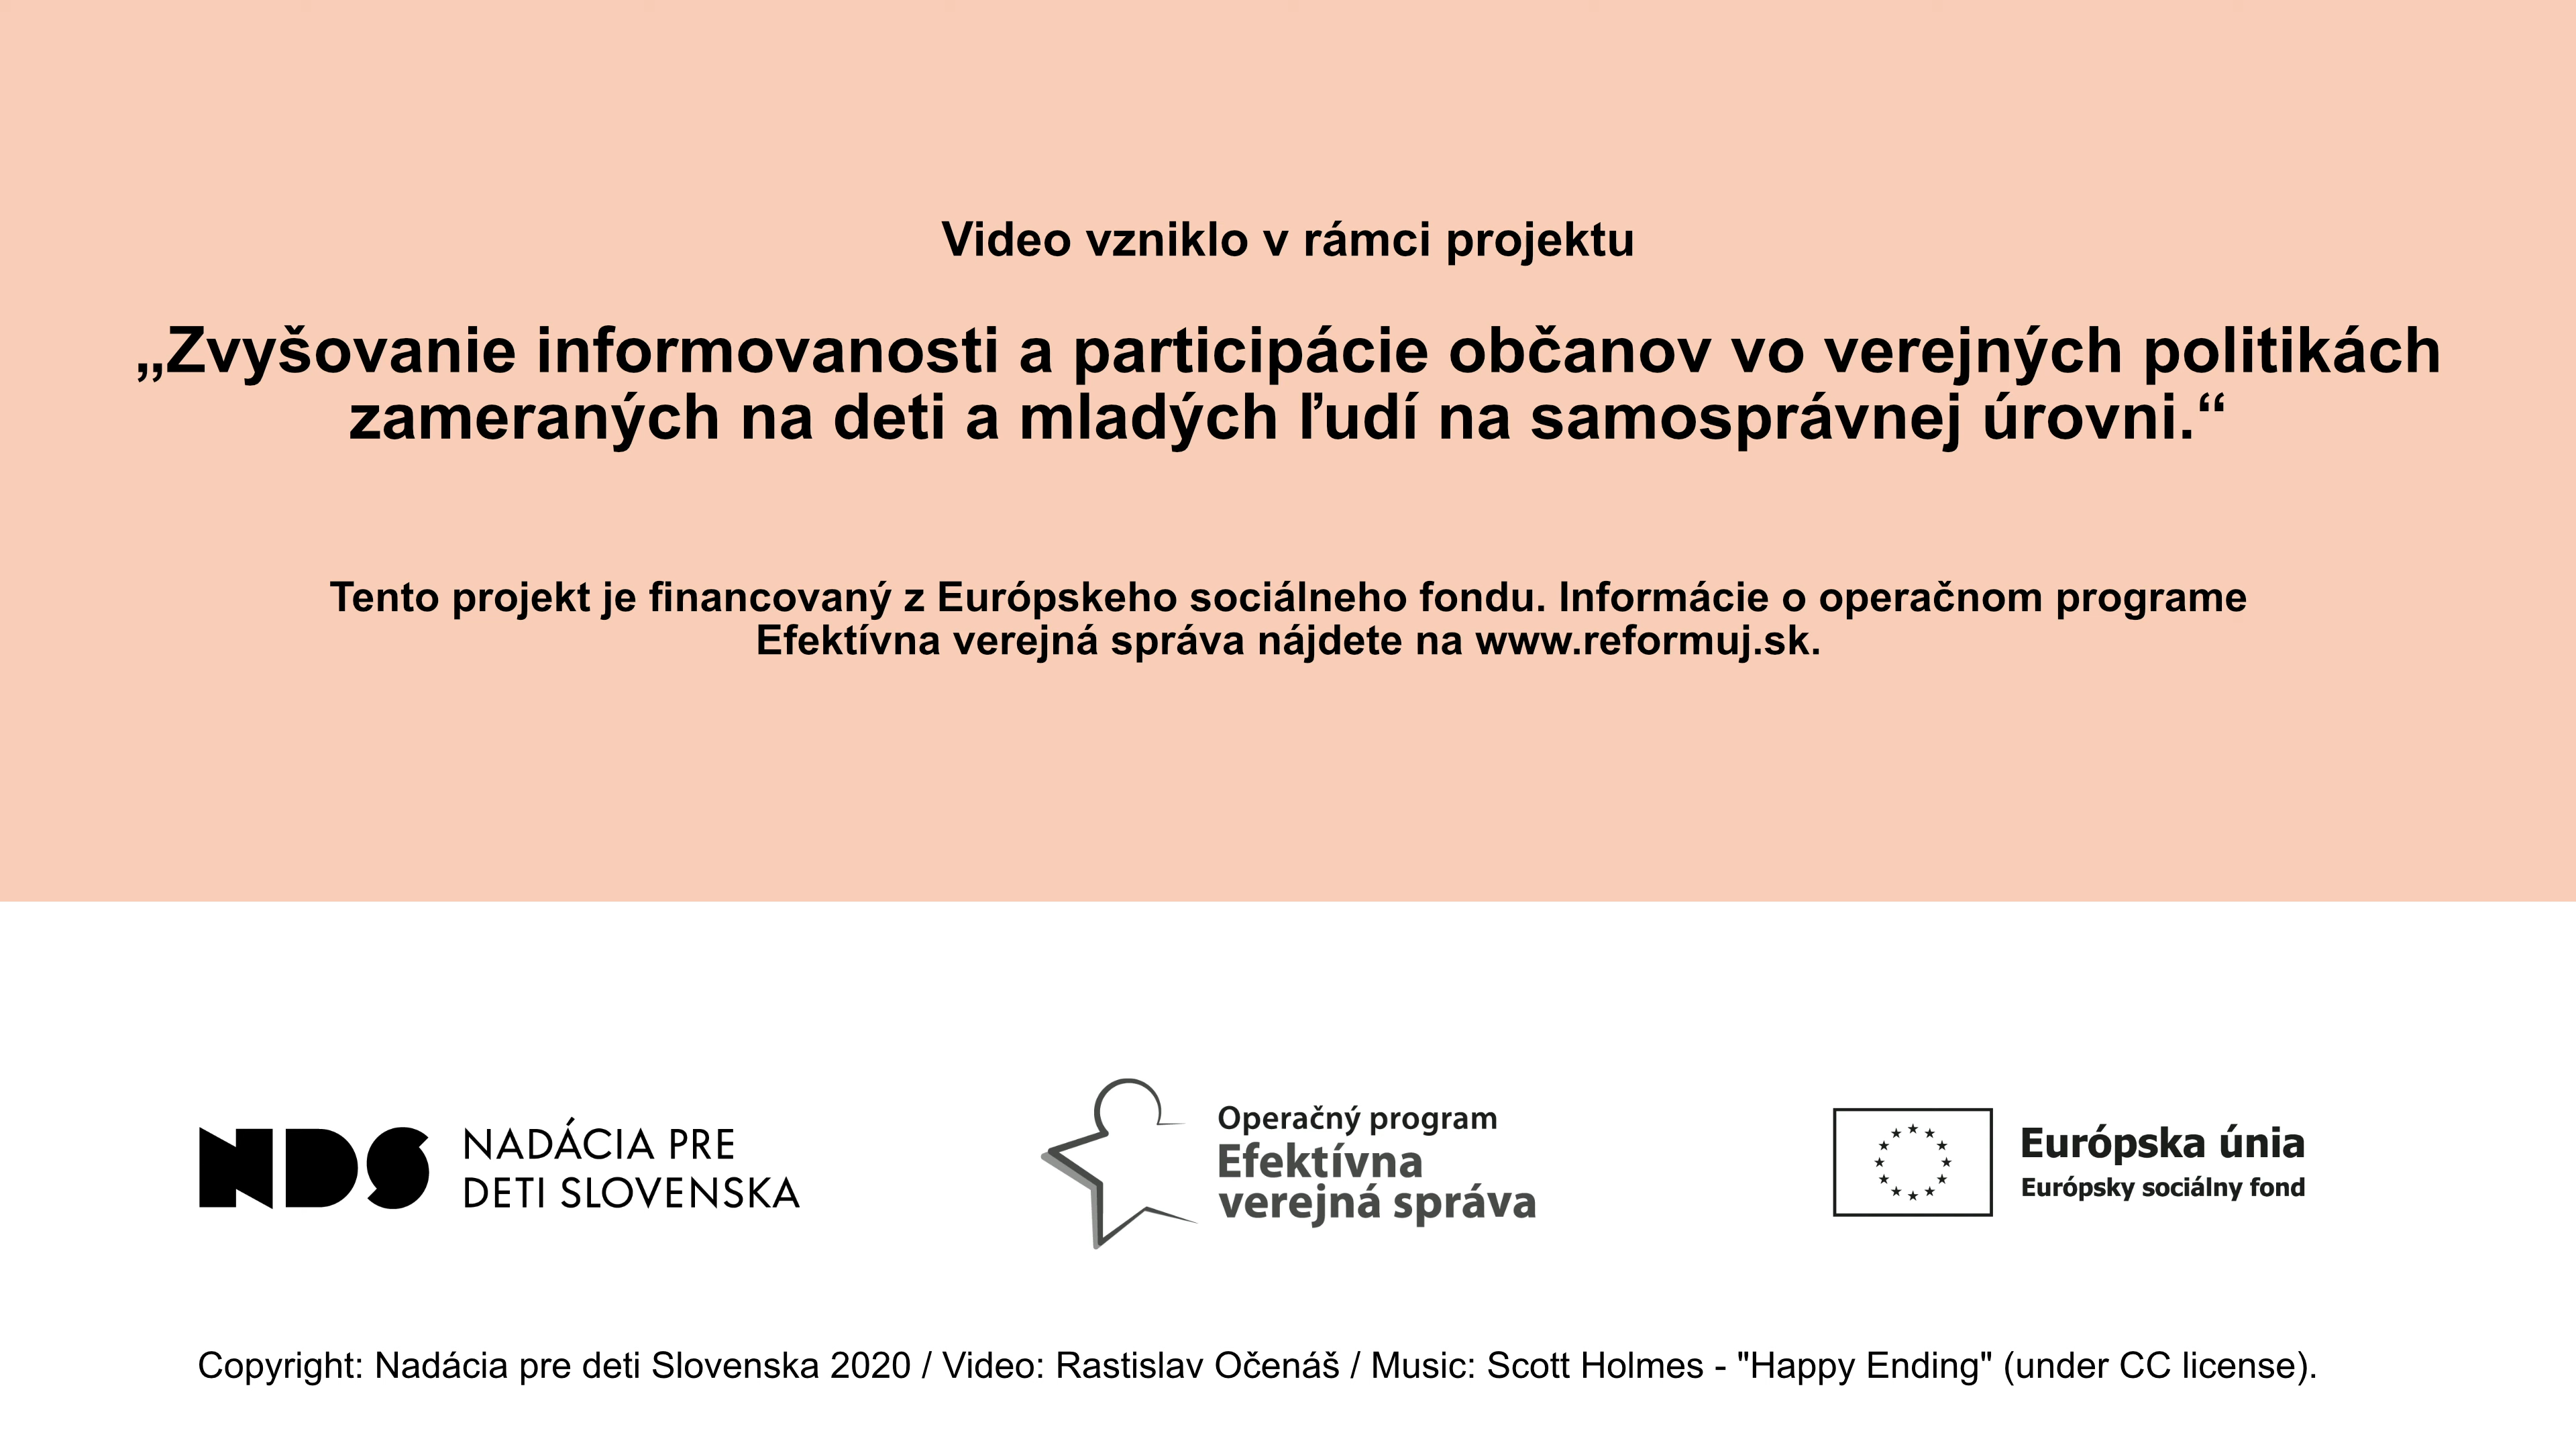 Video vzniklo v rámci projektu
„Zvyšovanie informovanosti a participácie občanov vo verejných politikách
zameraných na deti a mladých ľudí na samosprávnej úrovni.“
Tento projekt je financovaný z Európskeho sociálneho fondu. Informácie o operačnom programe
Efektívna verejná správa nájdete na www.reformuj.sk.
NDS
NADÁCIA PRE
DETI SLOVENSKA
Operačný program
Efektívna
verejná správa
Európska únia
Európsky sociálny fond
Copyright: Nadácia pre deti Slovenska 2020 / Video: Rastislav Očenáš / Music: Scott Holmes - "Happy Ending" (under CC license).